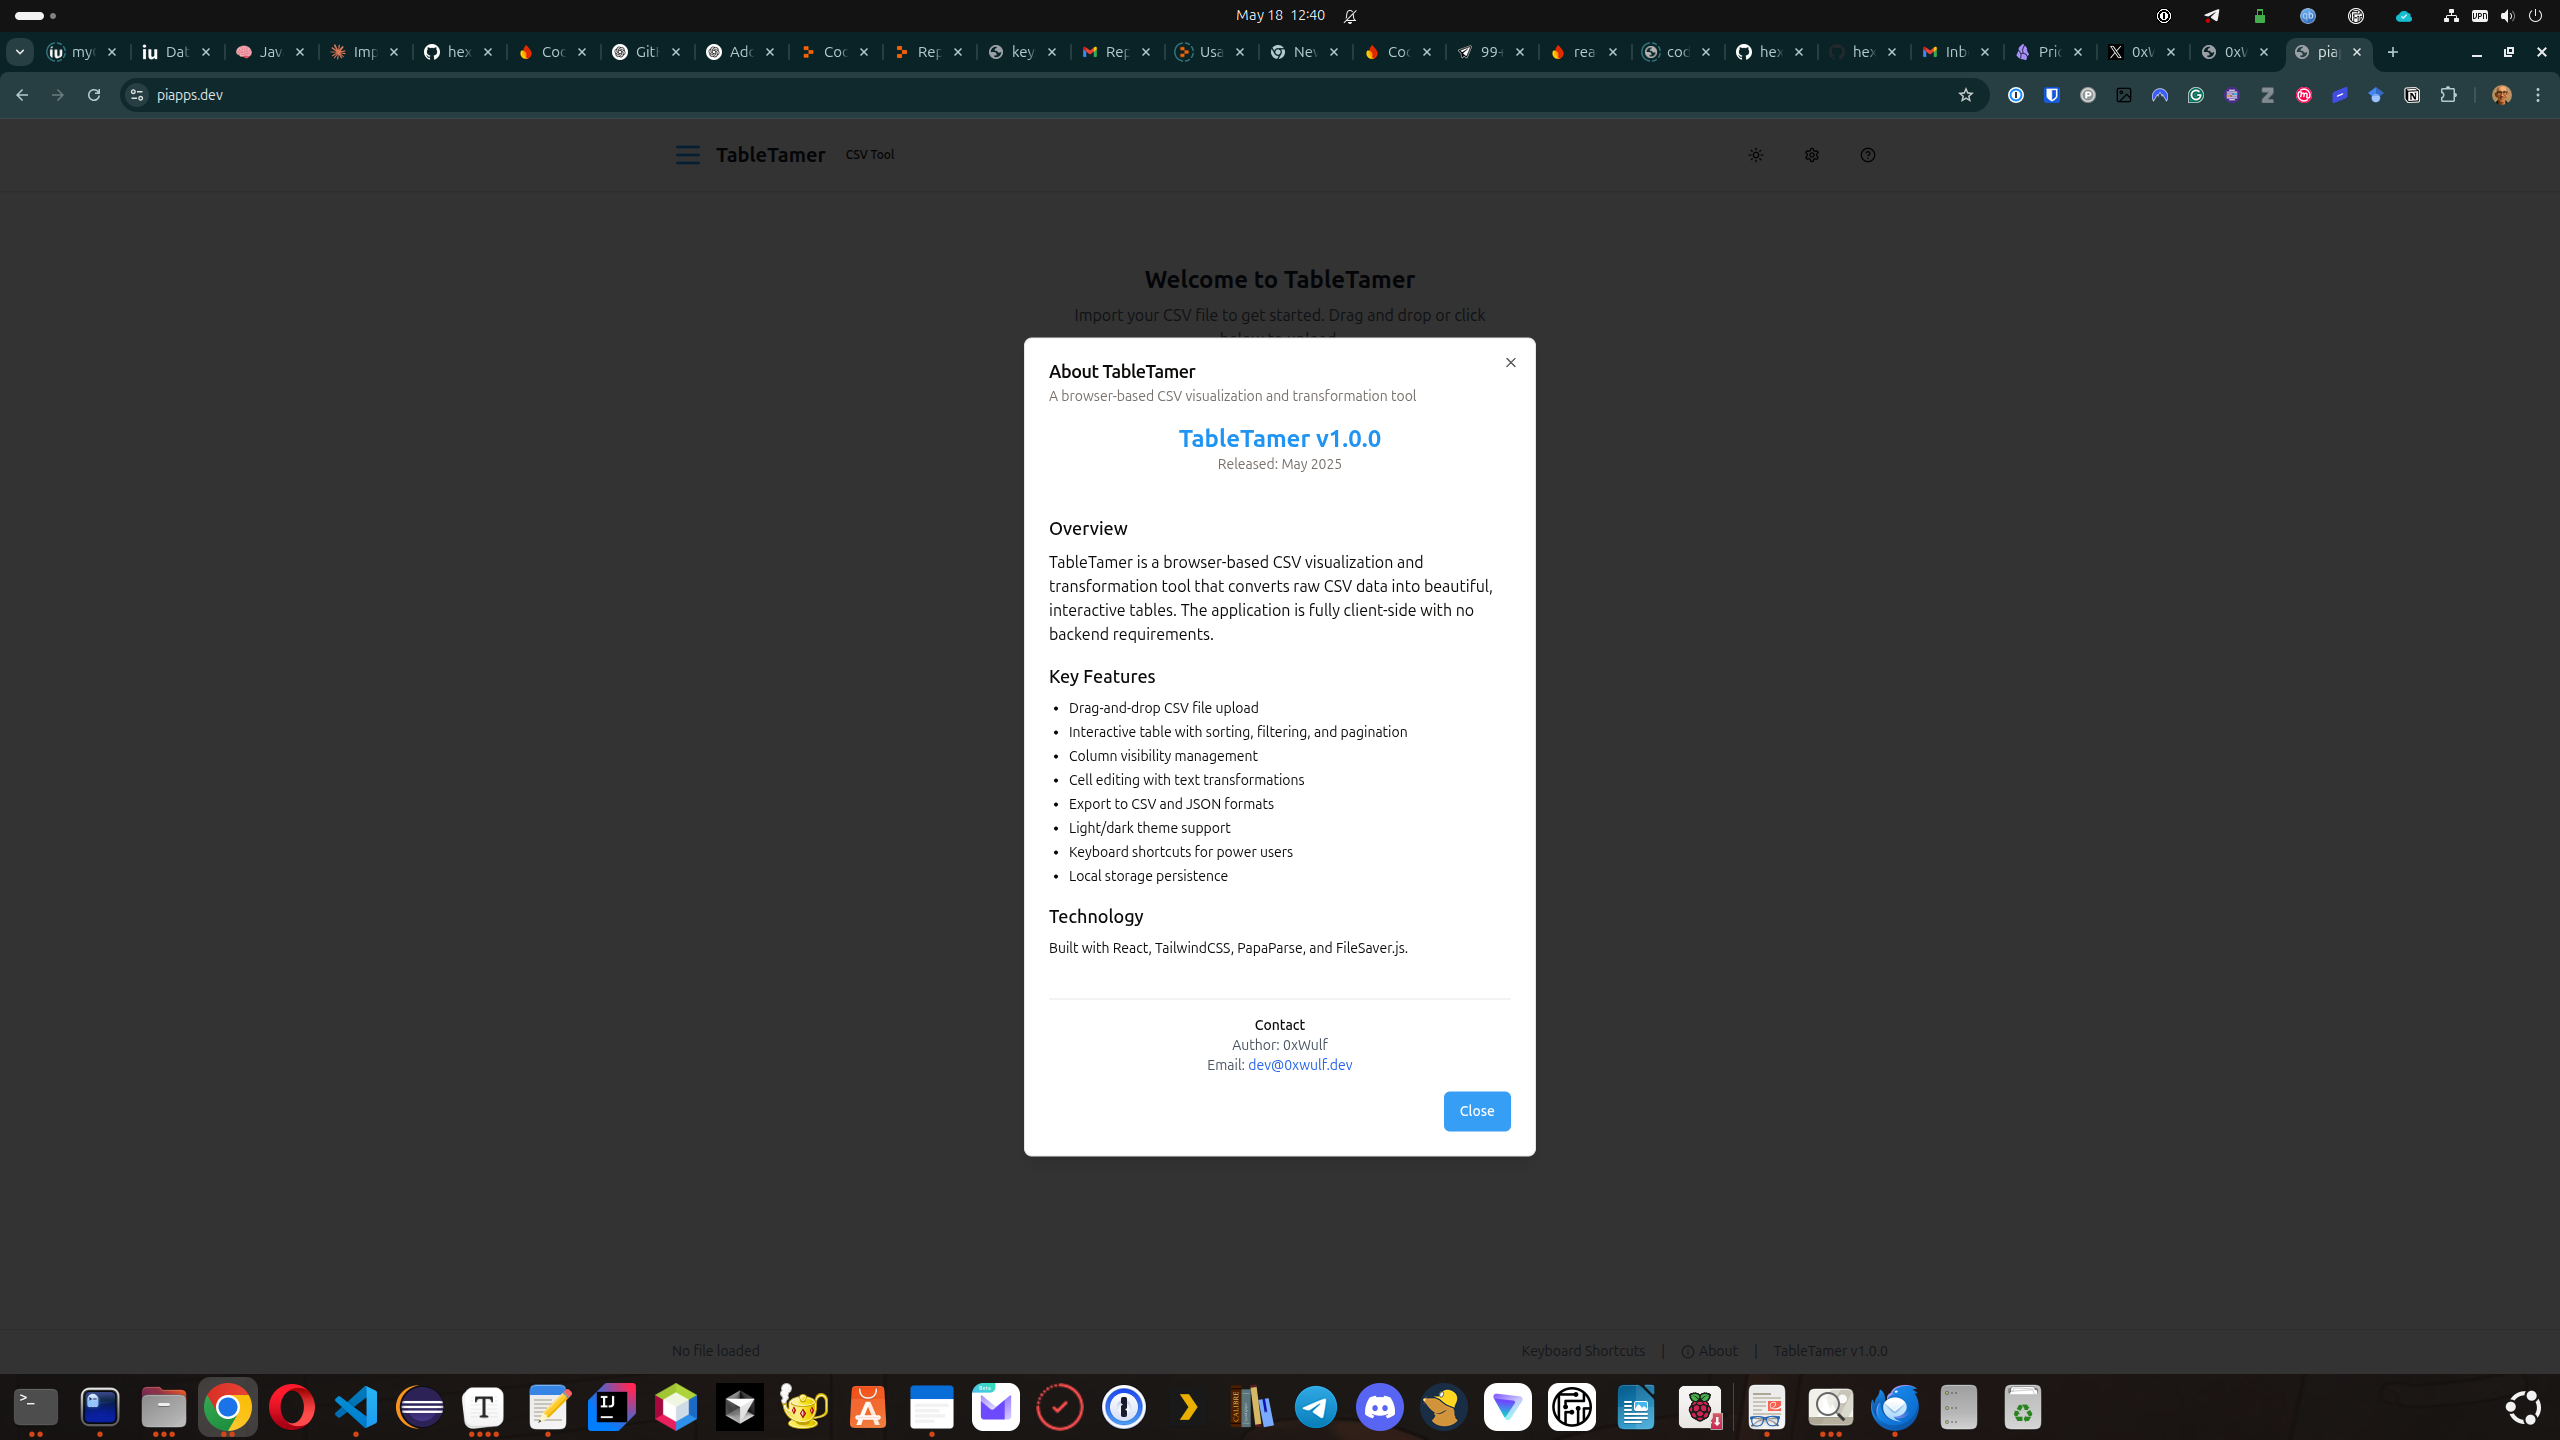 May 18 12:40
my
Dat
Jav
Imp
hex
Coc
Gitl
Adc
Coc
Rep
key
Rep
Usa
Nev
Coc
99+
rea
cod
hex
hex
Inb
Pric
0xV
0xV
pia
piapps.dev
TableTamer CSV Tool
Welcome to TableTamer
Import your CSV file to get started. Drag and drop or click
About TableTamer
A browser-based CSV visualization and transformation tool
TableTamer v1.0.0
Released: May 2025
Overview
TableTamer is a browser-based CSV visualization and
transformation tool that converts raw CSV data into beautiful,
interactive tables. The application is fully client-side with no
backend requirements.
Key Features
• Drag-and-drop CSV file upload
• Interactive table with sorting, filtering, and pagination
• Column visibility management
• Cell editing with text transformations
• Export to CSV and JSON formats
• Light/dark theme support
• Keyboard shortcuts for power users
• Local storage persistence
Technology
Built with React, TailwindCSS, PapaParse, and FileSaver.js.
Contact
Author: 0xWulf
Email: dev@0xwulf.dev
Close
No file loaded
Keyboard Shortcuts | About | TableTamer v1.0.0